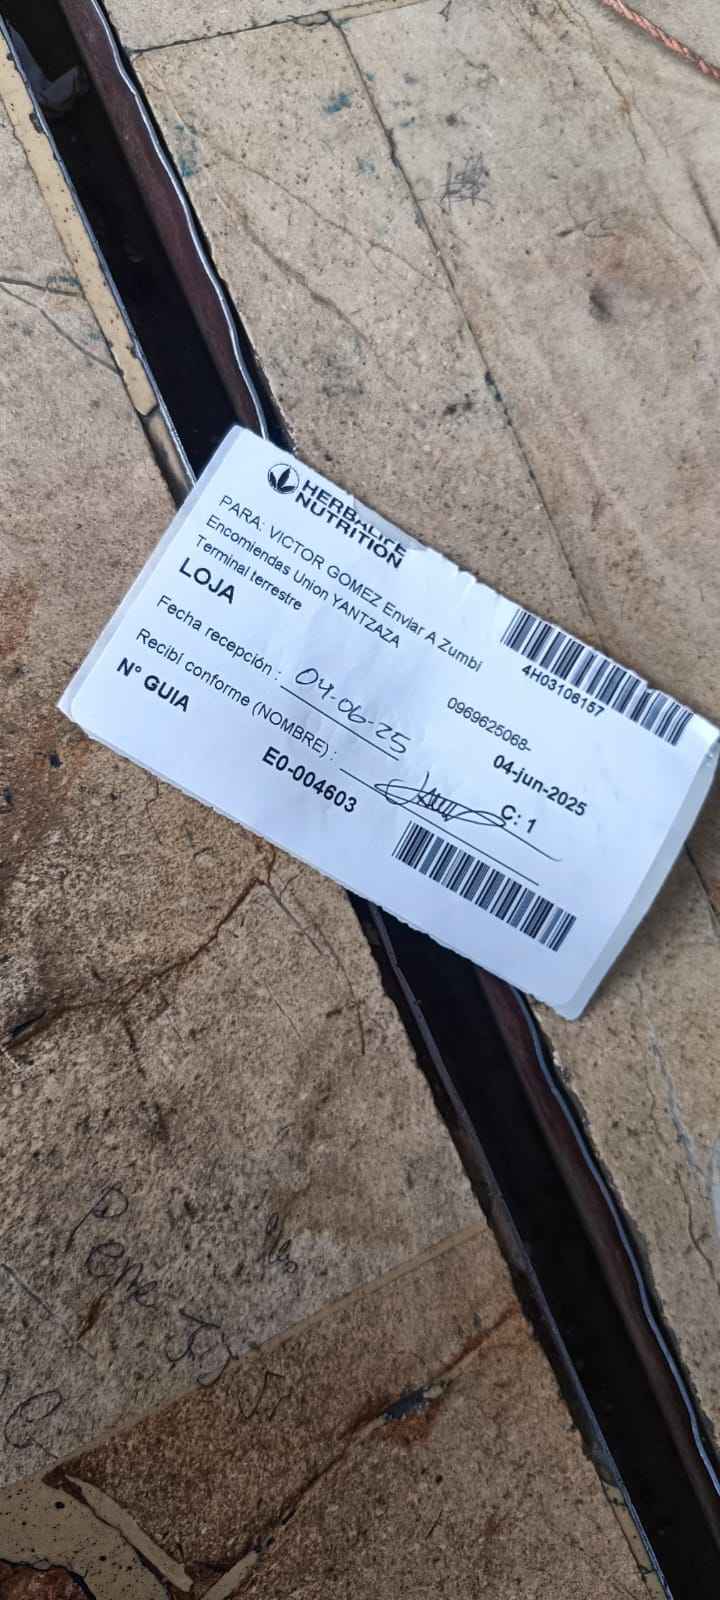 HERBALIFE
NUTRITION
PARA: VICTOR GOMEZ Enviar A Zumbi
Encomiendas Union YANTZAZA
Terminal terrestre
LOJA
4H03106157
0969625068-
Fecha recepción : 04-06-25
04-jun-2025
Recibí conforme (NOMBRE) :
C: 1
N° GUIA
E0-004603